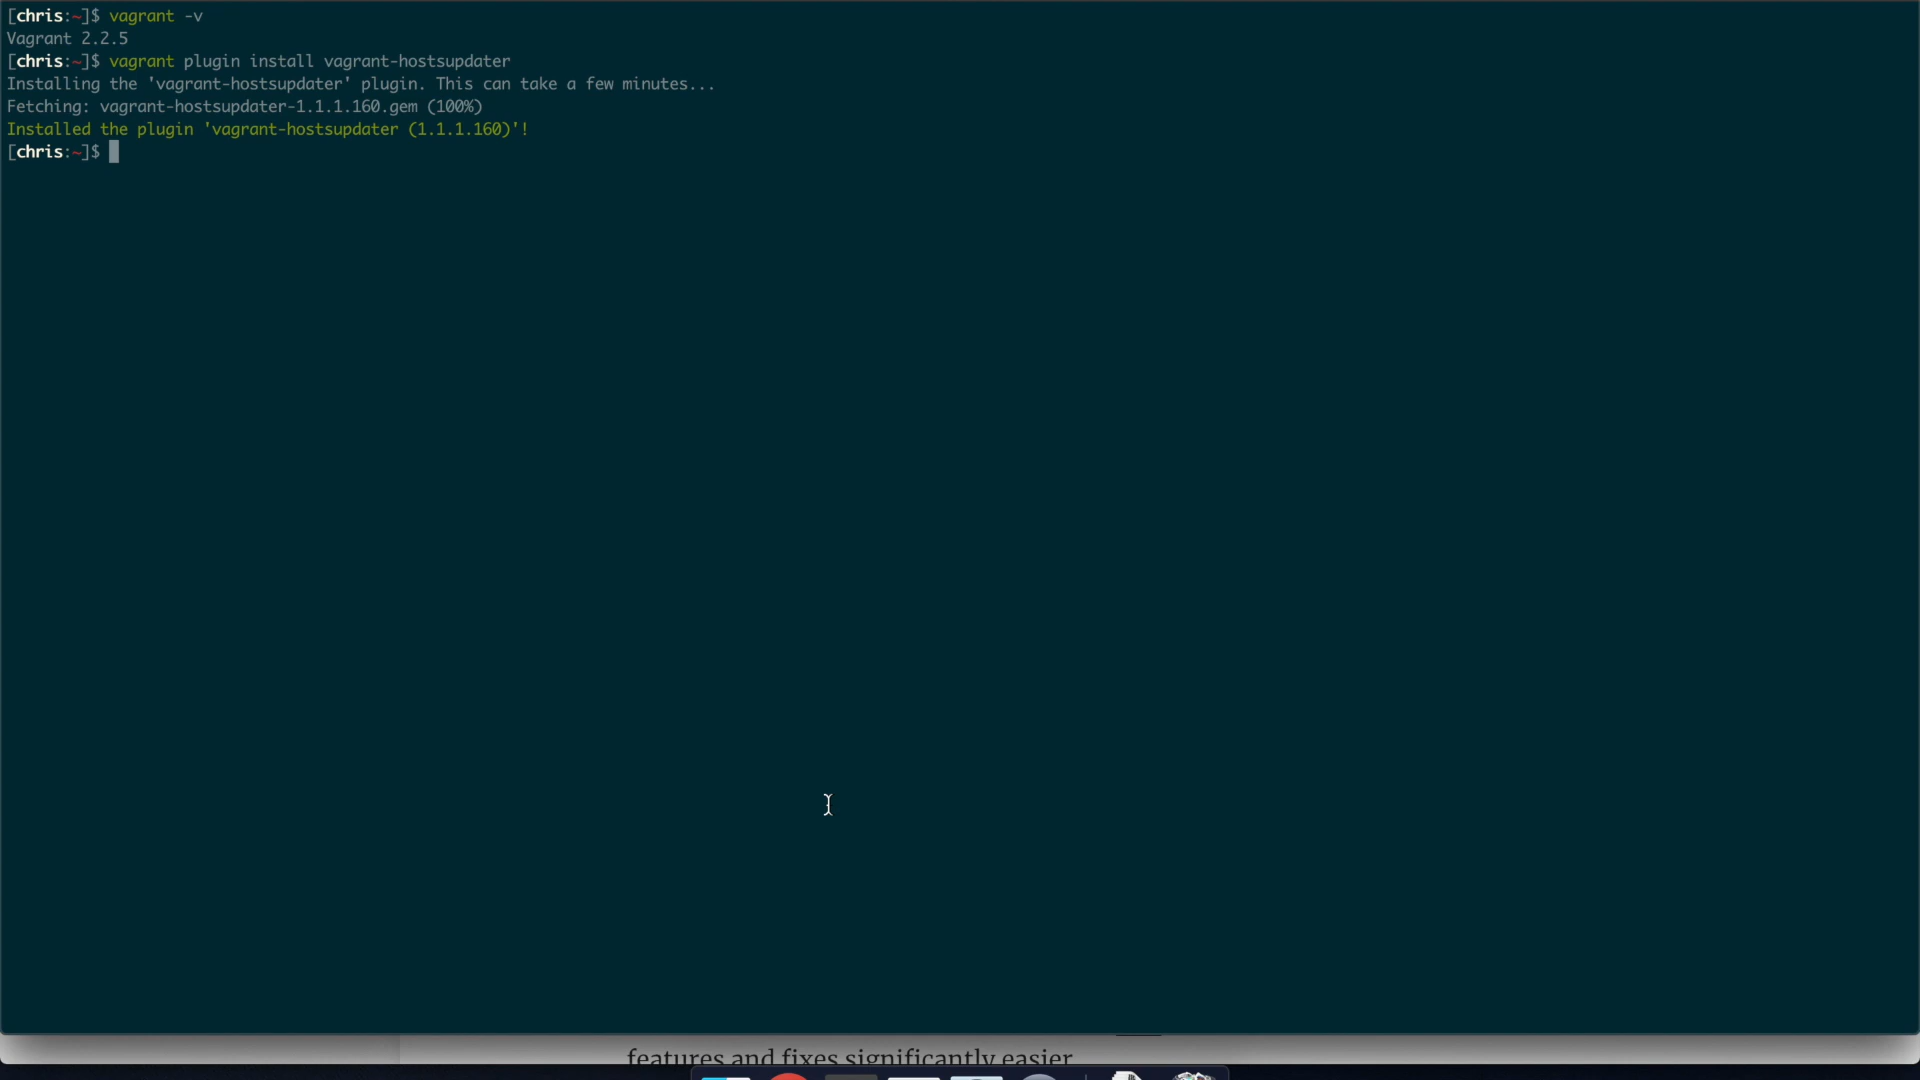 [chris:~]$ vagrant -v
Vagrant 2.2.5
[chris:~]$ vagrant plugin install vagrant-hostsupdater
Installing the 'vagrant-hostsupdater' plugin. This can take a few minutes...
Fetching: vagrant-hostsupdater-1.1.1.160.gem (100%)
Installed the plugin 'vagrant-hostsupdater (1.1.1.160)'!
[chris:~]$
features and fixes significantly easier